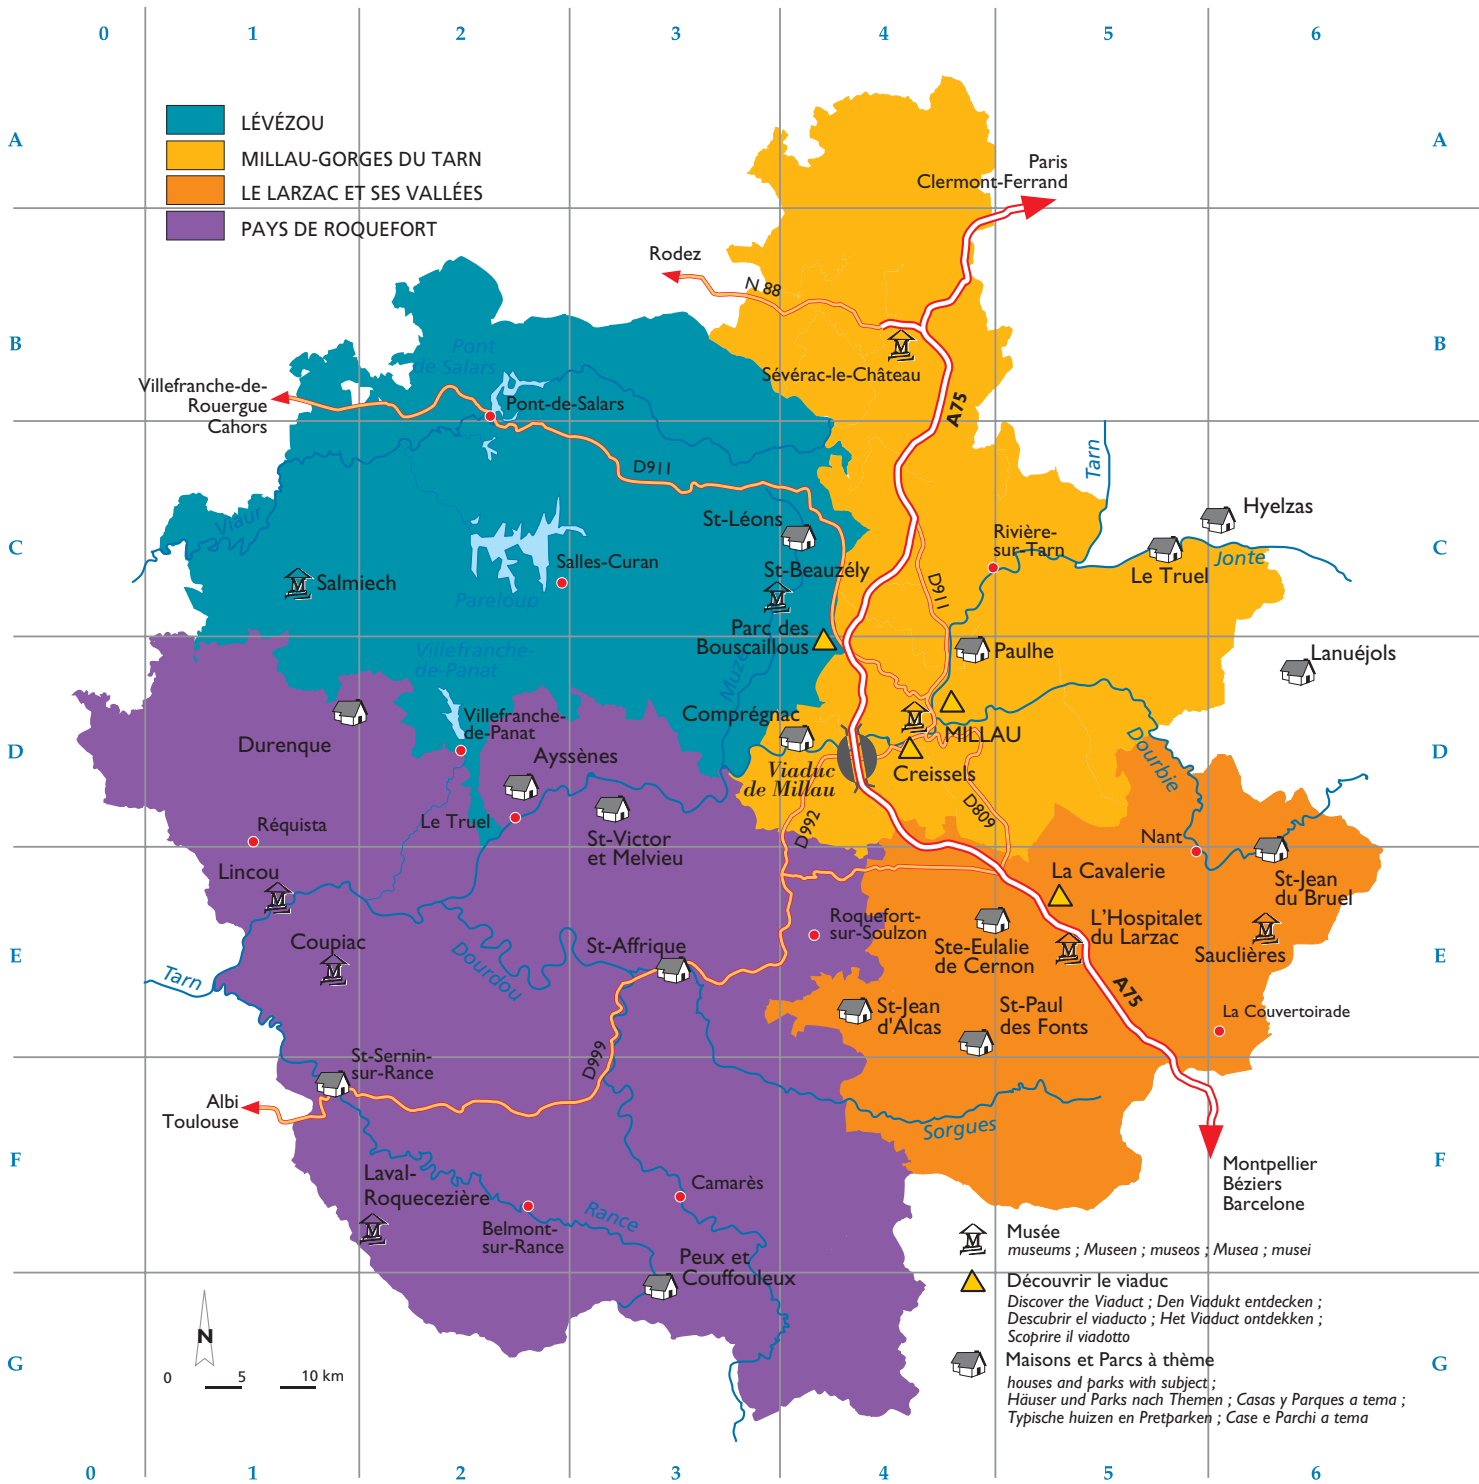 0 1 2 3 4 5 6
A
LÉVÉZOU
MILLAU-GORGES DU TARN
LE LARZAC ET SES VALLÉES
PAYS DE ROQUEFORT
A
Paris
Clermont-Ferrand
Rodez
N 88
B
Pont
de Salars
Sévérac-le-Château
B
Villefranche-de-
Rouergue
Cahors
Pont-de-Salars
A75
D911
Tarn
Viaur
St-Léons
Rivière-
sur-Tarn
Hyelzas
C
Salmiech
Salles-Curan
Pareloup
St-Beauzély
D911
Le Truel
Jonte
C
Parc des
Bouscaillous
Villefranche-
de-Panat
Muze
Paulhe
Lanuéjols
Durenque
Villefranche-
de-Panat
Comprégnac
MILLAU
Dourbie
D
Ayssènes
Viaduc
de Millau
Creissels
D
Réquista
Le Truel
St-Victor
et Melvieu
D992
D809
Nant
Lincou
La Cavalerie
St-Jean
du Bruel
Coupiac
St-Affrique
Roquefort-
sur-Soulzon
Ste-Eulalie
de Cernon
L'Hospitalet
du Larzac
Sauclières
E
Tarn
Dourdou
A75
E
St-Jean
d'Alcas
St-Paul
des Fonts
La Couvertoirade
St-Sernin-
sur-Rance
D999
Albi
Toulouse
Sorgues
F
Laval-
Roquecezière
Camarès
Montpellier
Béziers
Barcelone
F
Belmont-
sur-Rance
Rance
Peux et
Couffouleux
M Musée
museums ; Museen ; museos ; Musea ; musei
Découvrir le viaduc
Discover the Viaduct ; Den Viadukt entdecken ;
Descubrir el viaducto ; Het Viaduct ontdekken ;
Scoprire il viadotto
N
0 5 10 km
G
Maisons et Parcs à thème
houses and parks with subject ;
Häuser und Parks nach Themen ; Casas y Parques a tema ;
Typische huizen en Pretparken ; Case e Parchi a tema
G
0 1 2 3 4 5 6